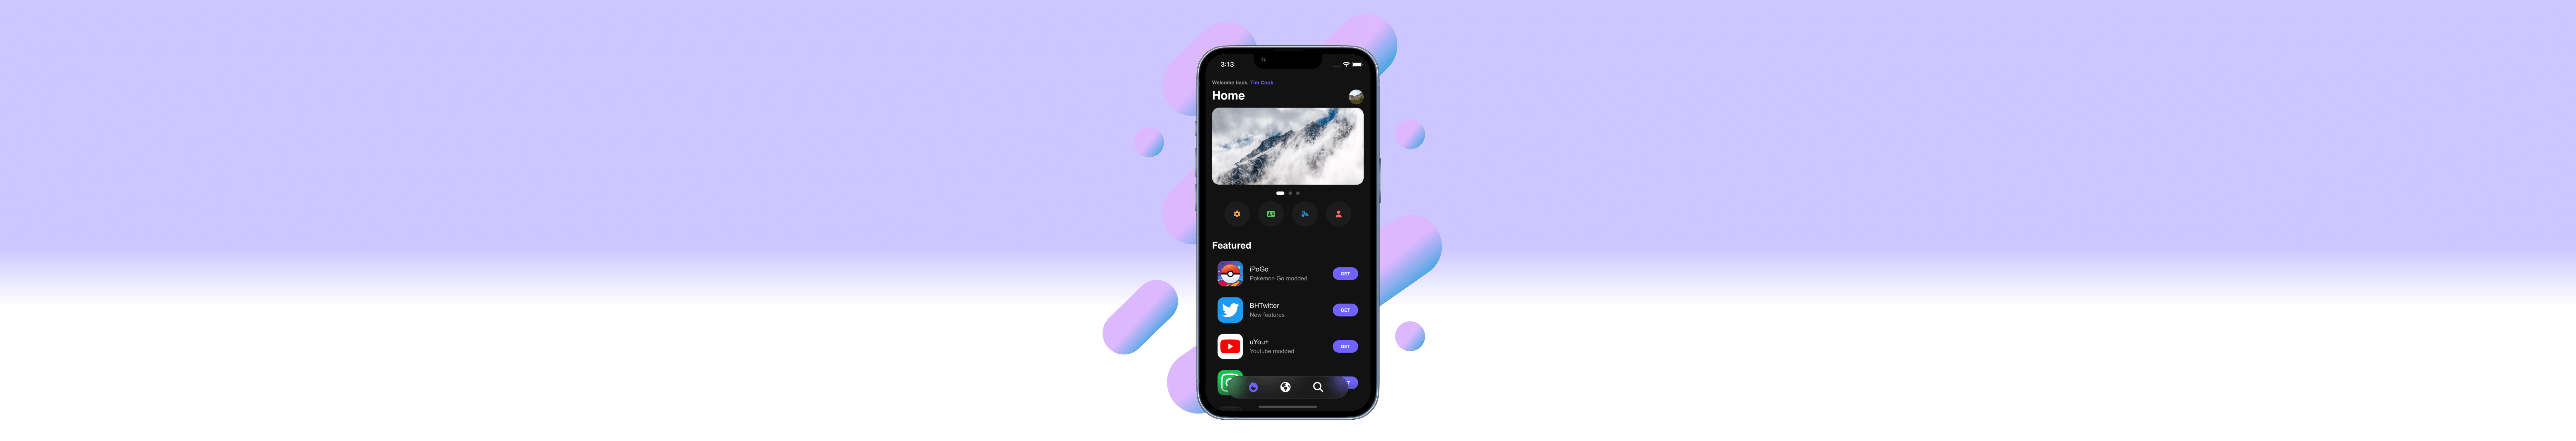 3:13
Welcome back, Tim Cook
Home
Featured
iPoGo
Pokemon Go modded
GET
BHTwitter
New features
GET
uYou+
Youtube modded
GET